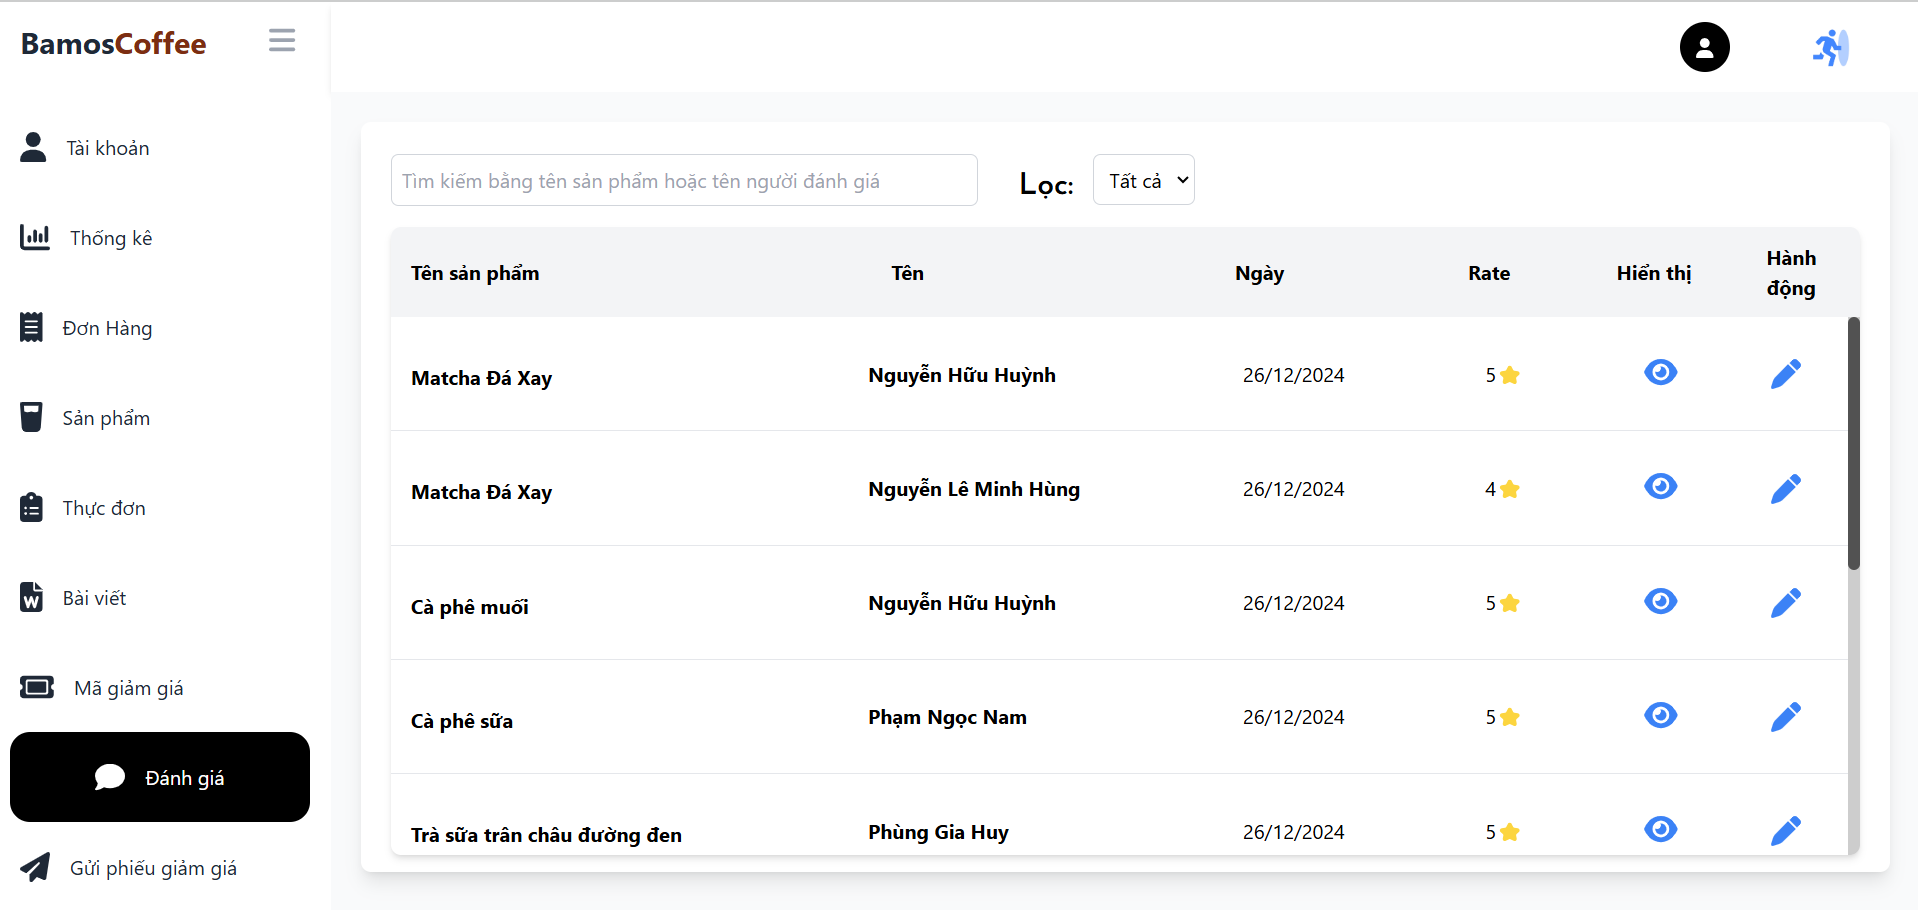 BamosCoffee
Tài khoản
Thống kê
Đơn Hàng
Sản phẩm
Thực đơn
Bài viết
Mã giảm giá
Đánh giá
Gửi phiếu giảm giá
Tìm kiếm bằng tên sản phẩm hoặc tên người đánh giá
Lọc: Tất cả
Tên sản phẩm Tên Ngày Rate Hiển thị Hành động
Matcha Đá Xay Nguyễn Hữu Huỳnh 26/12/2024 5
Matcha Đá Xay Nguyễn Lê Minh Hùng 26/12/2024 4
Cà phê muối Nguyễn Hữu Huỳnh 26/12/2024 5
Cà phê sữa Phạm Ngọc Nam 26/12/2024 5
Trà sữa trân châu đường đen Phùng Gia Huy 26/12/2024 5